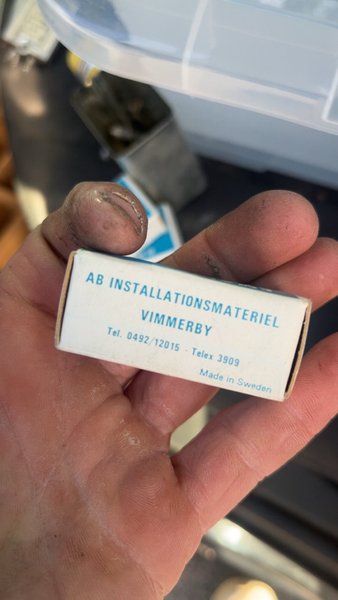 AB INSTALLATIONSMATERIEL
VIMMERBY
Tel. 0492/12015 - Telex 3909
Made in Sweden